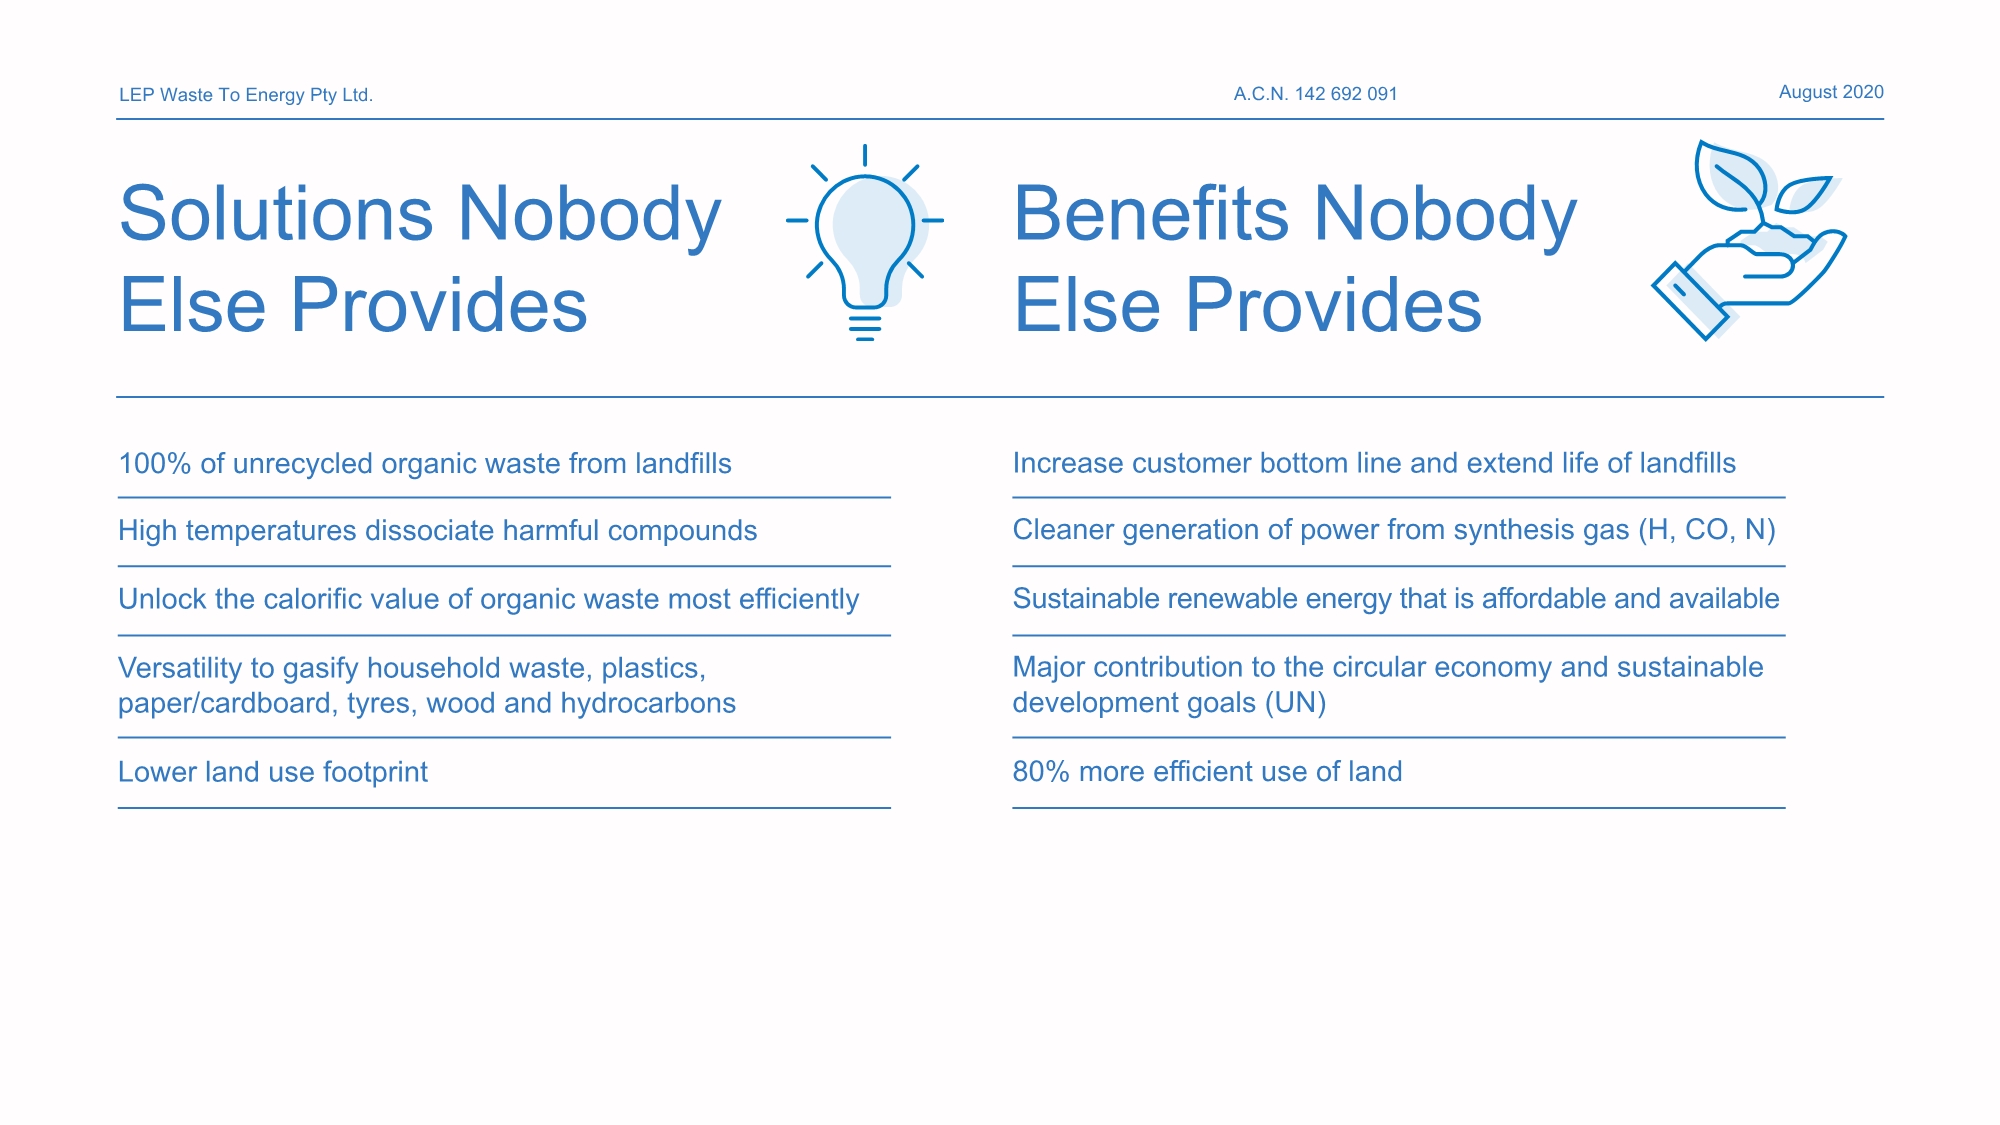 LEP Waste To Energy Pty Ltd.
A.C.N. 142 692 091
August 2020
Solutions Nobody
Else Provides
Benefits Nobody
Else Provides
100% of unrecycled organic waste from landfills
High temperatures dissociate harmful compounds
Unlock the calorific value of organic waste most efficiently
Versatility to gasify household waste, plastics,
paper/cardboard, tyres, wood and hydrocarbons
Lower land use footprint
Increase customer bottom line and extend life of landfills
Cleaner generation of power from synthesis gas (H, CO, N)
Sustainable renewable energy that is affordable and available
Major contribution to the circular economy and sustainable
development goals (UN)
80% more efficient use of land